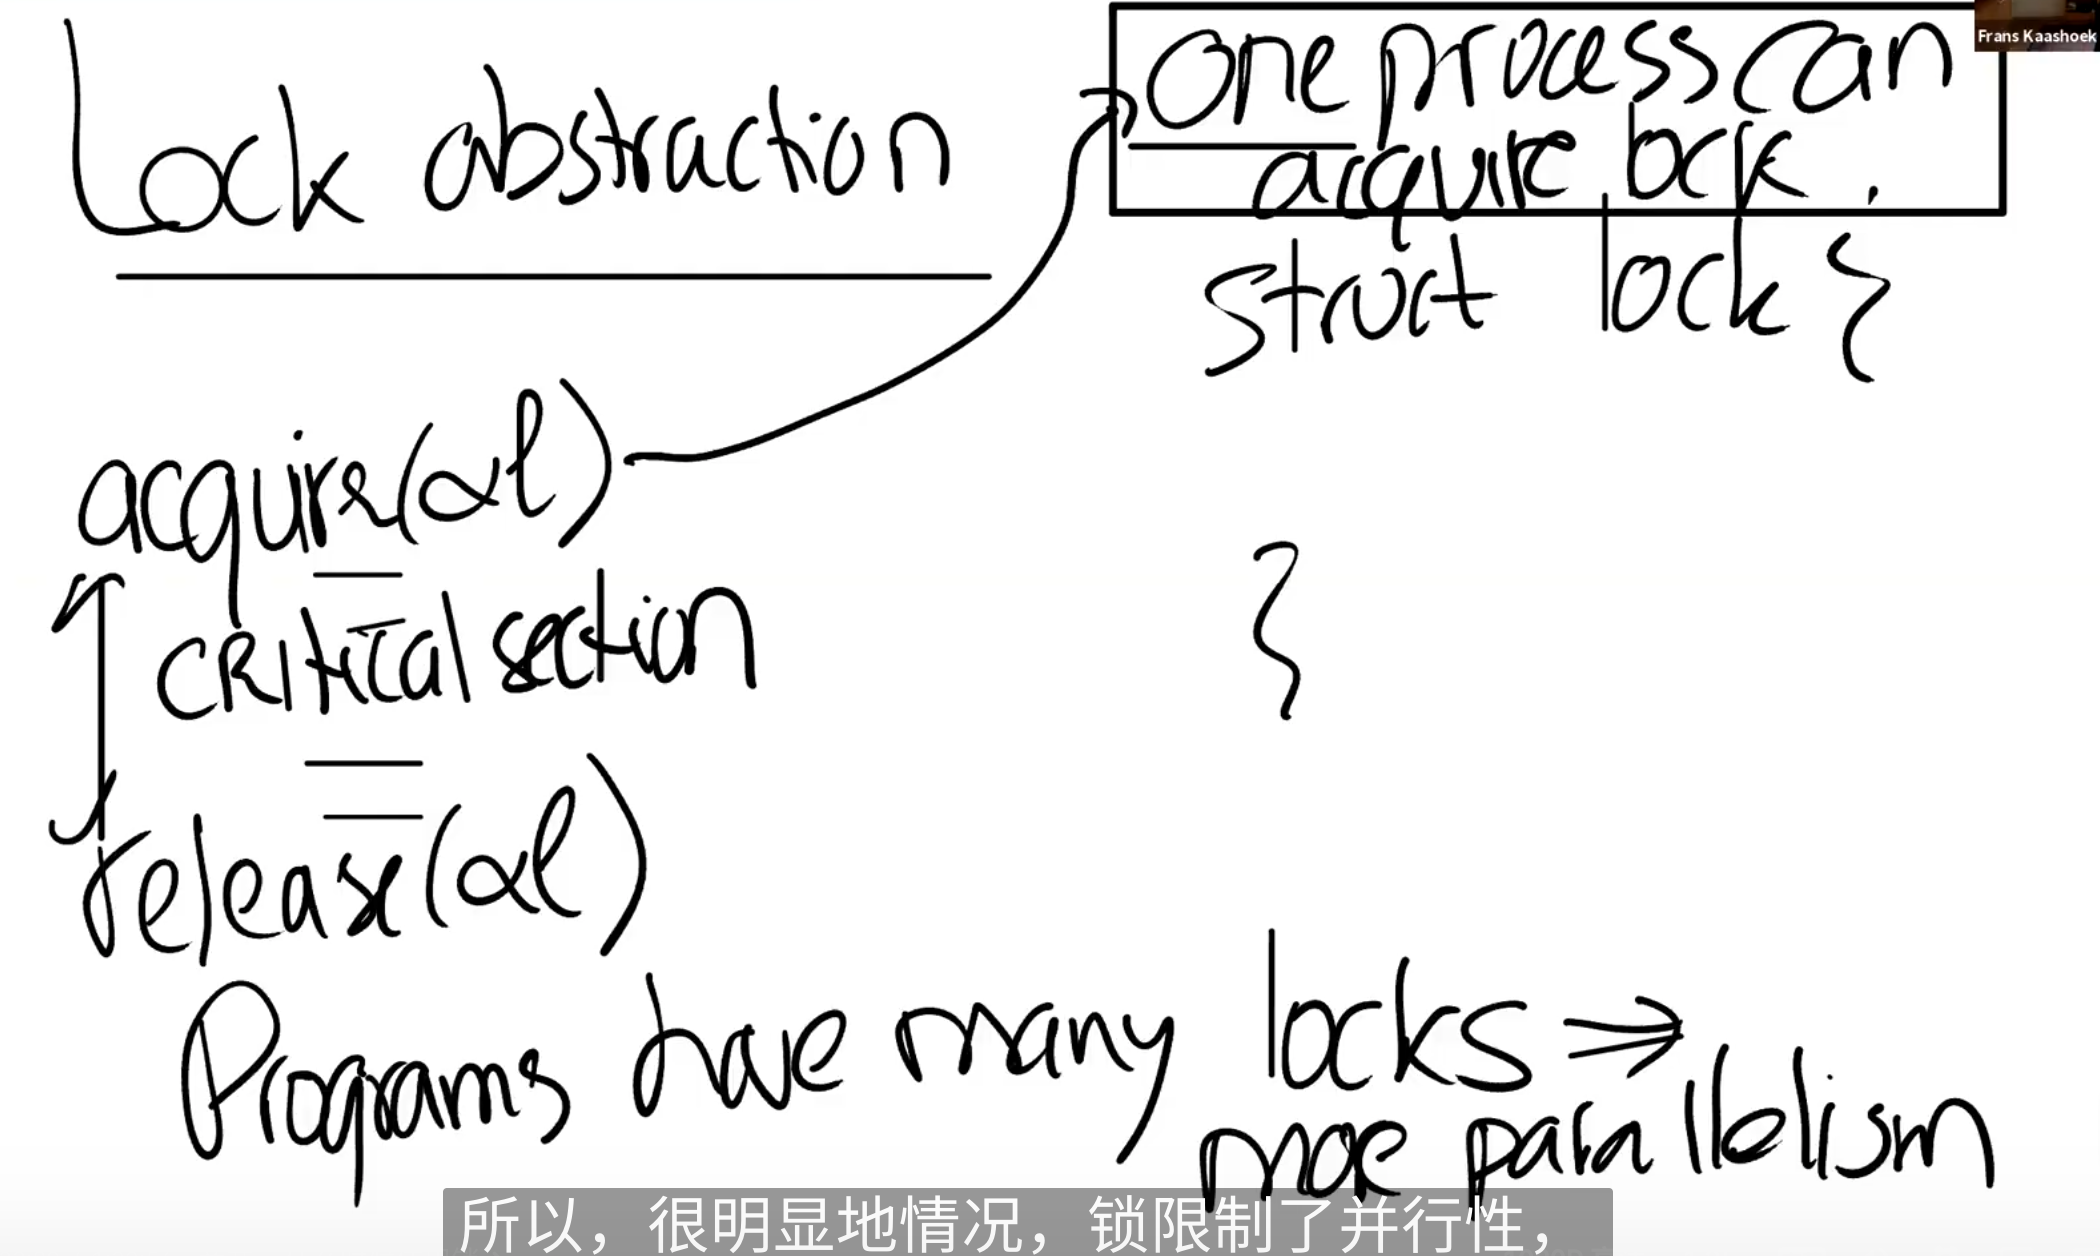 Lock abstraction
one process can
acquire lock.
Frans Kaashoek
struct lock {
}
acquire(&l)
critical section
release(&l)
Programs have many locks ⇒
more parallelism
所以，很明显地情况，锁限制了并行性，